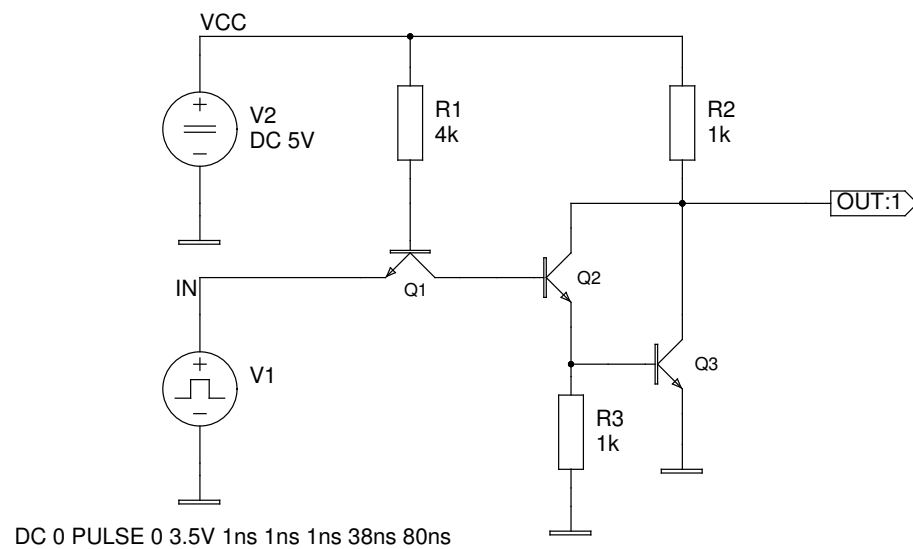 VCC
V2
DC 5V
R1
4k
R2
1k
OUT:1
IN
Q1
Q2
V1
Q3
R3
1k
DC 0 PULSE 0 3.5V 1ns 1ns 1ns 38ns 80ns